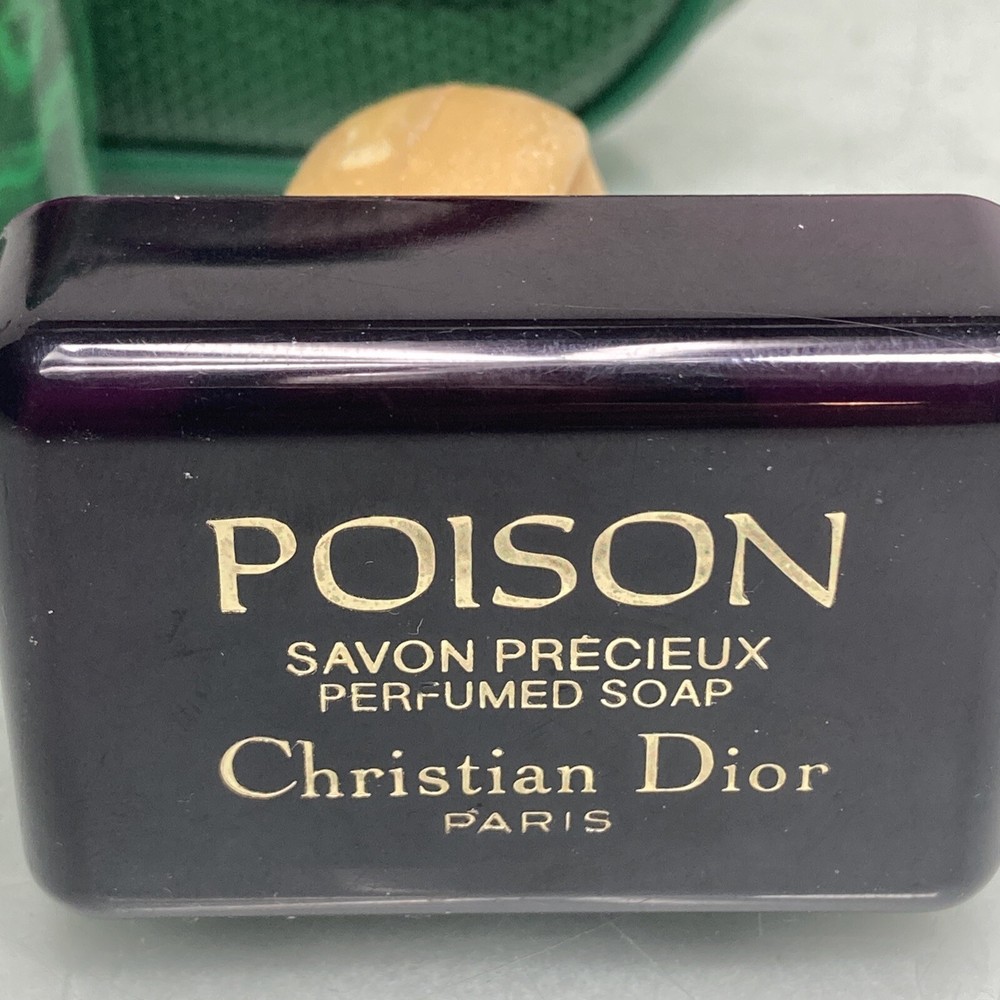 POISON
SAVON PRÉCIEUX
PERFUMED SOAP
Christian Dior
PARIS